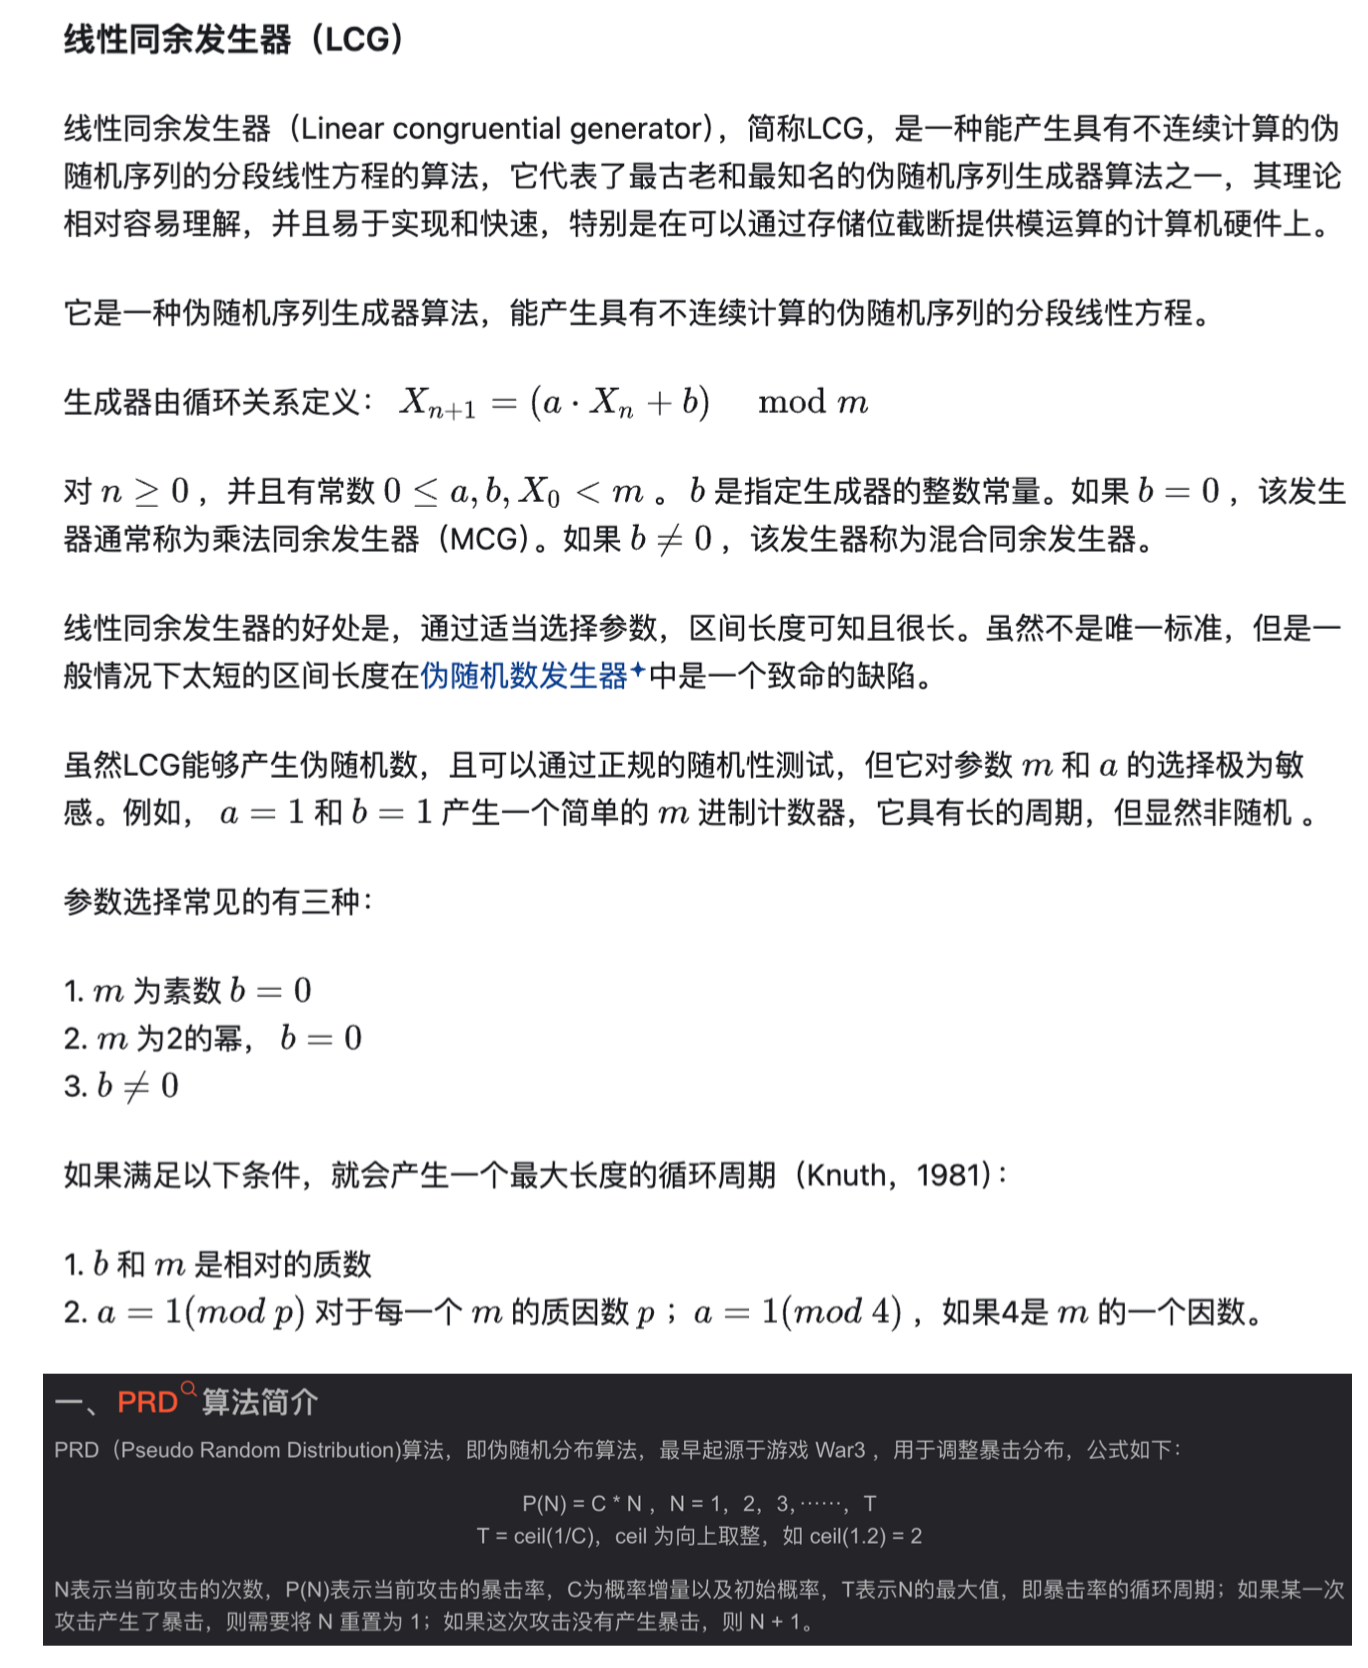 线性同余发生器（LCG）
线性同余发生器（Linear congruential generator），简称LCG，是一种能产生具有不连续计算的伪
随机序列的分段线性方程的算法，它代表了最古老和最知名的伪随机序列生成器算法之一，其理论
相对容易理解，并且易于实现和快速，特别是在可以通过存储位截断提供模运算的计算机硬件上。
它是一种伪随机序列生成器算法，能产生具有不连续计算的伪随机序列的分段线性方程。
生成器由循环关系定义： $X_{n+1} = (a \cdot X_n + b) \mod m$
对 $n \geq 0$ ，并且有常数 $0 \leq a, b, X_0 < m$ 。 $b$ 是指定生成器的整数常量。如果 $b = 0$ ，该发生
器通常称为乘法同余发生器（MCG）。如果 $b \neq 0$ ，该发生器称为混合同余发生器。
线性同余发生器的好处是，通过适当选择参数，区间长度可知且很长。虽然不是唯一标准，但是一
般情况下太短的区间长度在伪随机数发生器中是一个致命的缺陷。
虽然LCG能够产生伪随机数，且可以通过正规的随机性测试，但它对参数 $m$ 和 $a$ 的选择极为敏
感。例如， $a = 1$ 和 $b = 1$ 产生一个简单的 $m$ 进制计数器，它具有长的周期，但显然非随机 。
参数选择常见的有三种：
1. $m$ 为素数 $b = 0$
2. $m$ 为2的幂， $b = 0$
3. $b \neq 0$
如果满足以下条件，就会产生一个最大长度的循环周期（Knuth，1981）：
1. $b$ 和 $m$ 是相对的质数
2. $a = 1(mod\ p)$ 对于每一个 $m$ 的质因数 $p$ ； $a = 1(mod\ 4)$ ，如果4是 $m$ 的一个因数。
一、PRD算法简介
PRD（Pseudo Random Distribution)算法，即伪随机分布算法，最早起源于游戏 War3 ，用于调整暴击分布，公式如下：
P(N) = C * N ，N = 1，2，3, ⋯⋯，T
T = ceil(1/C)，ceil 为向上取整，如 ceil(1.2) = 2
N表示当前攻击的次数，P(N)表示当前攻击的暴击率，C为概率增量以及初始概率，T表示N的最大值，即暴击率的循环周期；如果某一次
攻击产生了暴击，则需要将 N 重置为 1；如果这次攻击没有产生暴击，则 N + 1。